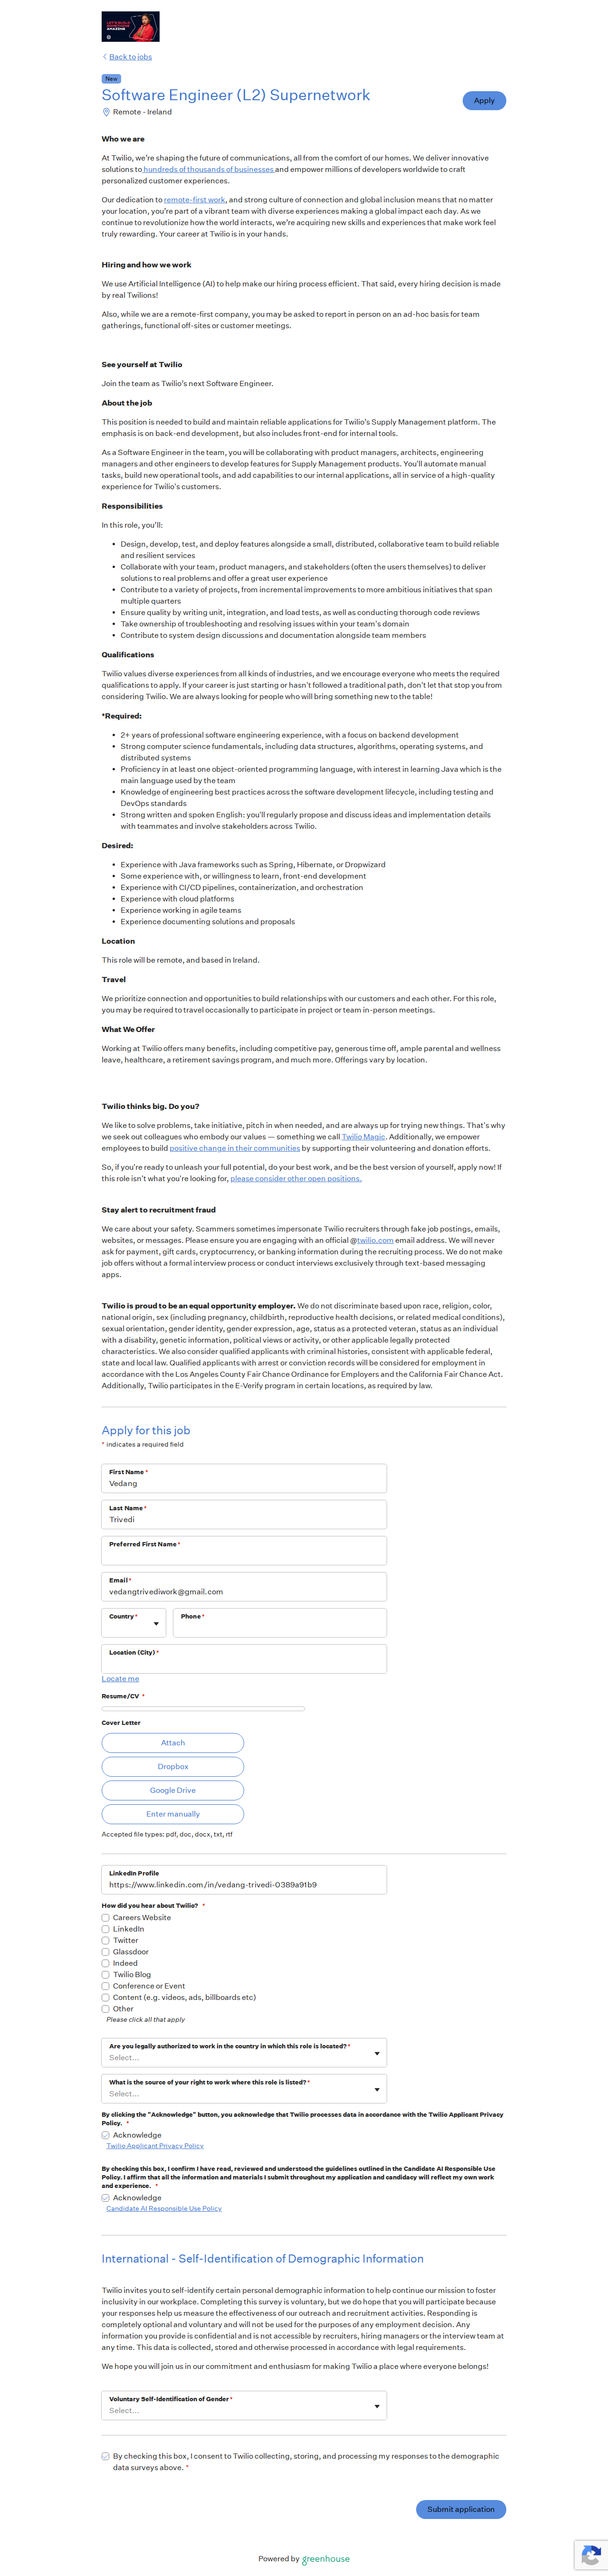 LET'S BUILD
SOMETHING
AMAZING
Back to jobs
New
Software Engineer (L2) Supernetwork
Apply
Remote - Ireland
Who we are
At Twilio, we're shaping the future of communications, all from the comfort of our homes. We deliver innovative
solutions to hundreds of thousands of businesses and empower millions of developers worldwide to craft
personalized customer experiences.
Our dedication to remote-first work, and strong culture of connection and global inclusion means that no matter
your location, you're part of a vibrant team with diverse experiences making a global impact each day. As we
continue to revolutionize how the world interacts, we're acquiring new skills and experiences that make work feel
truly rewarding. Your career at Twilio is in your hands.
Hiring and how we work
We use Artificial Intelligence (AI) to help make our hiring process efficient. That said, every hiring decision is made
by real Twilions!
Also, while we are a remote-first company, you may be asked to report in person on an ad-hoc basis for team
gatherings, functional off-sites or customer meetings.
See yourself at Twilio
Join the team as Twilio's next Software Engineer.
About the job
This position is needed to build and maintain reliable applications for Twilio's Supply Management platform. The
emphasis is on back-end development, but also includes front-end for internal tools.
As a Software Engineer in the team, you will be collaborating with product managers, architects, engineering
managers and other engineers to develop features for Supply Management products. You'll automate manual
tasks, build new operational tools, and add capabilities to our internal applications, all in service of a high-quality
experience for Twilio's customers.
Responsibilities
In this role, you'll:
• Design, develop, test, and deploy features alongside a small, distributed, collaborative team to build reliable
and resilient services
• Collaborate with your team, product managers, and stakeholders (often the users themselves) to deliver
solutions to real problems and offer a great user experience
• Contribute to a variety of projects, from incremental improvements to more ambitious initiatives that span
multiple quarters
• Ensure quality by writing unit, integration, and load tests, as well as conducting thorough code reviews
• Take ownership of troubleshooting and resolving issues within your team's domain
• Contribute to system design discussions and documentation alongside team members
Qualifications
Twilio values diverse experiences from all kinds of industries, and we encourage everyone who meets the required
qualifications to apply. If your career is just starting or hasn't followed a traditional path, don't let that stop you from
considering Twilio. We are always looking for people who will bring something new to the table!
*Required:
• 2+ years of professional software engineering experience, with a focus on backend development
• Strong computer science fundamentals, including data structures, algorithms, operating systems, and
distributed systems
• Proficiency in at least one object-oriented programming language, with interest in learning Java which is the
main language used by the team
• Knowledge of engineering best practices across the software development lifecycle, including testing and
DevOps standards
• Strong written and spoken English: you'll regularly propose and discuss ideas and implementation details
with teammates and involve stakeholders across Twilio.
Desired:
• Experience with Java frameworks such as Spring, Hibernate, or Dropwizard
• Some experience with, or willingness to learn, front-end development
• Experience with CI/CD pipelines, containerization, and orchestration
• Experience with cloud platforms
• Experience working in agile teams
• Experience documenting solutions and proposals
Location
This role will be remote, and based in Ireland.
Travel
We prioritize connection and opportunities to build relationships with our customers and each other. For this role,
you may be required to travel occasionally to participate in project or team in-person meetings.
What We Offer
Working at Twilio offers many benefits, including competitive pay, generous time off, ample parental and wellness
leave, healthcare, a retirement savings program, and much more. Offerings vary by location.
Twilio thinks big. Do you?
We like to solve problems, take initiative, pitch in when needed, and are always up for trying new things. That's why
we seek out colleagues who embody our values — something we call Twilio Magic. Additionally, we empower
employees to build positive change in their communities by supporting their volunteering and donation efforts.
So, if you're ready to unleash your full potential, do your best work, and be the best version of yourself, apply now! If
this role isn't what you're looking for, please consider other open positions.
Stay alert to recruitment fraud
We care about your safety. Scammers sometimes impersonate Twilio recruiters through fake job postings, emails,
websites, or messages. Please ensure you are engaging with an official @twilio.com email address. We will never
ask for payment, gift cards, cryptocurrency, or banking information during the recruiting process. We do not make
job offers without a formal interview process or conduct interviews exclusively through text-based messaging
apps.
Twilio is proud to be an equal opportunity employer. We do not discriminate based upon race, religion, color,
national origin, sex (including pregnancy, childbirth, reproductive health decisions, or related medical conditions),
sexual orientation, gender identity, gender expression, age, status as a protected veteran, status as an individual
with a disability, genetic information, political views or activity, or other applicable legally protected
characteristics. We also consider qualified applicants with criminal histories, consistent with applicable federal,
state and local law. Qualified applicants with arrest or conviction records will be considered for employment in
accordance with the Los Angeles County Fair Chance Ordinance for Employers and the California Fair Chance Act.
Additionally, Twilio participates in the E-Verify program in certain locations, as required by law.
Apply for this job
* indicates a required field
First Name *
Vedang
Last Name *
Trivedi
Preferred First Name *
Email *
vedangtrivediwork@gmail.com
Country * Phone *
Location (City) *
Locate me
Resume/CV *
Cover Letter
Attach
Dropbox
Google Drive
Enter manually
Accepted file types: pdf, doc, docx, txt, rtf
LinkedIn Profile
https://www.linkedin.com/in/vedang-trivedi-0389a91b9
How did you hear about Twilio? *
Careers Website
LinkedIn
Twitter
Glassdoor
Indeed
Twilio Blog
Conference or Event
Content (e.g. videos, ads, billboards etc)
Other
Please click all that apply
Are you legally authorized to work in the country in which this role is located? *
Select...
What is the source of your right to work where this role is listed? *
Select...
By clicking the "Acknowledge" button, you acknowledge that Twilio processes data in accordance with the Twilio Applicant Privacy
Policy. *
Acknowledge
Twilio Applicant Privacy Policy
By checking this box, I confirm I have read, reviewed and understood the guidelines outlined in the Candidate AI Responsible Use
Policy. I affirm that all the information and materials I submit throughout my application and candidacy will reflect my own work
and experience. *
Acknowledge
Candidate AI Responsible Use Policy
International - Self-Identification of Demographic Information
Twilio invites you to self-identify certain personal demographic information to help continue our mission to foster
inclusivity in our workplace. Completing this survey is voluntary, but we do hope that you will participate because
your responses help us measure the effectiveness of our outreach and recruitment activities. Responding is
completely optional and voluntary and will not be used for the purposes of any employment decision. Any
information you provide is confidential and is not accessible by recruiters, hiring managers or the interview team at
any time. This data is collected, stored and otherwise processed in accordance with legal requirements.
We hope you will join us in our commitment and enthusiasm for making Twilio a place where everyone belongs!
Voluntary Self-Identification of Gender *
Select...
By checking this box, I consent to Twilio collecting, storing, and processing my responses to the demographic
data surveys above. *
Submit application
Powered by greenhouse